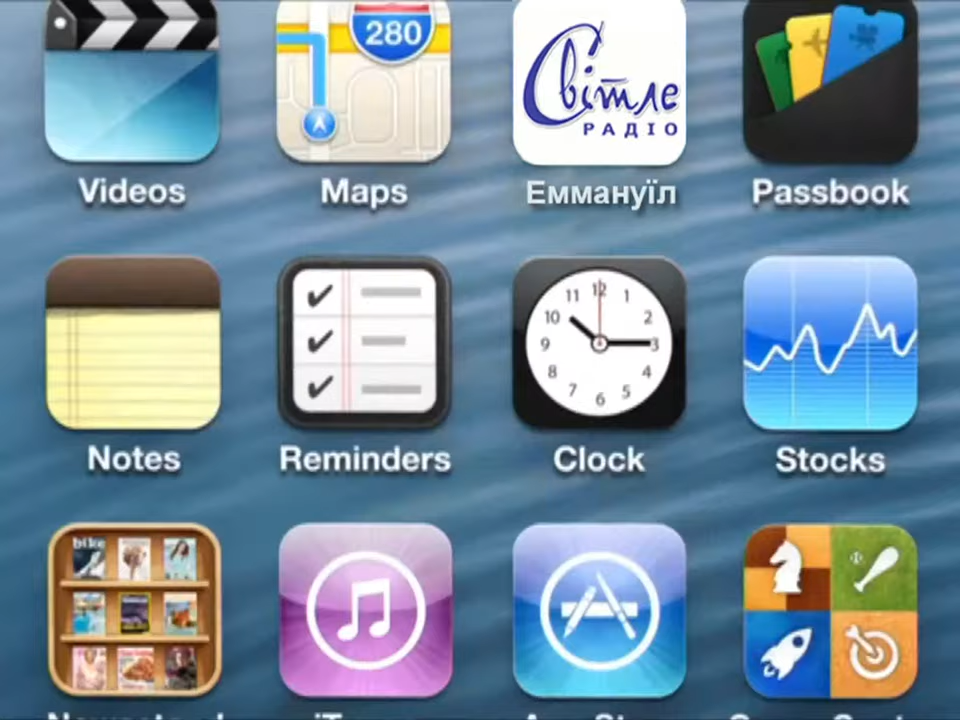 280
Світле
РАДІО
Videos
Maps
Еммануїл
Passbook
12
11
1
10
2
9
3
8
4
7
5
6
Notes
Reminders
Clock
Stocks
bike